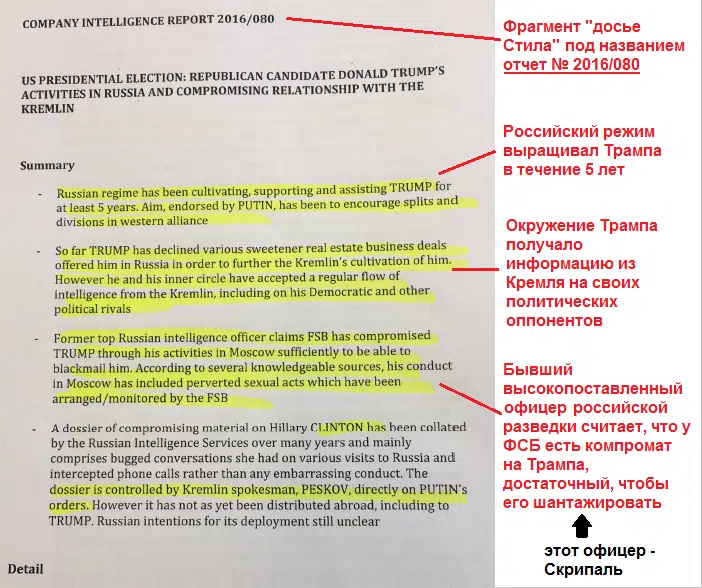 COMPANY INTELLIGENCE REPORT 2016/080
US PRESIDENTIAL ELECTION: REPUBLICAN CANDIDATE DONALD TRUMP'S
ACTIVITIES IN RUSSIA AND COMPROMISING RELATIONSHIP WITH THE
KREMLIN
Summary
- Russian regime has been cultivating, supporting and assisting TRUMP for
at least 5 years. Aim, endorsed by PUTIN, has been to encourage splits and
divisions in western alliance
- So far TRUMP has declined various sweetener real estate business deals
offered him in Russia in order to further the Kremlin's cultivation of him.
However he and his inner circle have accepted a regular flow of
intelligence from the Kremlin, including on his Democratic and other
political rivals
- Former top Russian intelligence officer claims FSB has compromised
TRUMP through his activities in Moscow sufficiently to be able to
blackmail him. According to several knowledgeable sources, his conduct
in Moscow has included perverted sexual acts which have been
arranged/monitored by the FSB
- A dossier of compromising material on Hillary CLINTON has been collated
by the Russian Intelligence Services over many years and mainly
comprises bugged conversations she had on various visits to Russia and
intercepted phone calls rather than any embarrassing conduct. The
dossier is controlled by Kremlin spokesman, PESKOV, directly on PUTIN's
orders. However it has not as yet been distributed abroad, including to
TRUMP. Russian intentions for its deployment still unclear
Detail
Фрагмент "досье
Стила" под названием
отчет № 2016/080
Российский режим
выращивал Трампа
в течение 5 лет
Окружение Трампа
получало
информацию из
Кремля на своих
политических
оппонентов
Бывший
высокопоставленный
офицер российской
разведки считает, что у
ФСБ есть компромат
на Трампа,
достаточный, чтобы
его шантажировать
этот офицер -
Скрипаль